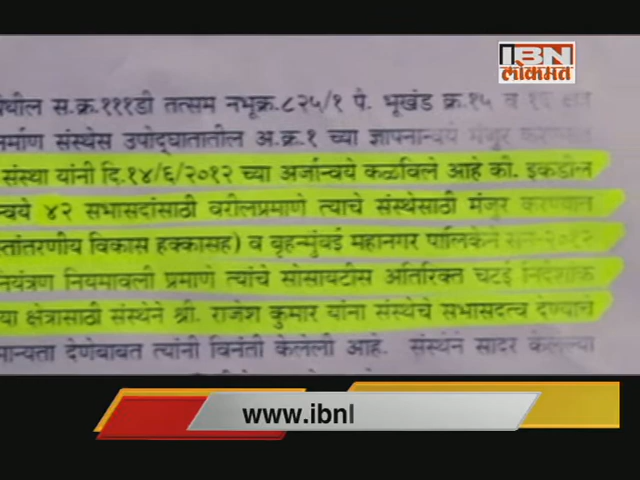 IBN
लोकमत
येथील स.क्र.१११डी तत्सम नभूक्र.८२५/१ पै. भूखंड क्र.१५ व
संस्थेस उपोद्घातातील अ.क्र.१ च्या ज्ञापनान्वये मंजुर
संस्था यांनी दि.१४/६/२०१२ च्या अर्जान्वये कळविले आहे की. इकडील
४२ सभासदांसाठी वरीलप्रमाणे त्याचे संस्थेसाठी मंजुर करण्यात
विकास हक्कासह) व बृहन्मुंबई महानगर पालिकेने सन-२०१२
नियंत्रण नियमावली प्रमाणे त्यांचे सोसायटीस अतिरिक्त चटई निर्देशांक
या क्षेत्रासाठी संस्थेने श्री. राजेश कुमार यांना संस्थेचे सभासदत्व देण्याचे
मान्यता देणेबाबत त्यांनी विनंती केलेली आहे. संस्थेने सादर केलेल्या
www.ibnl